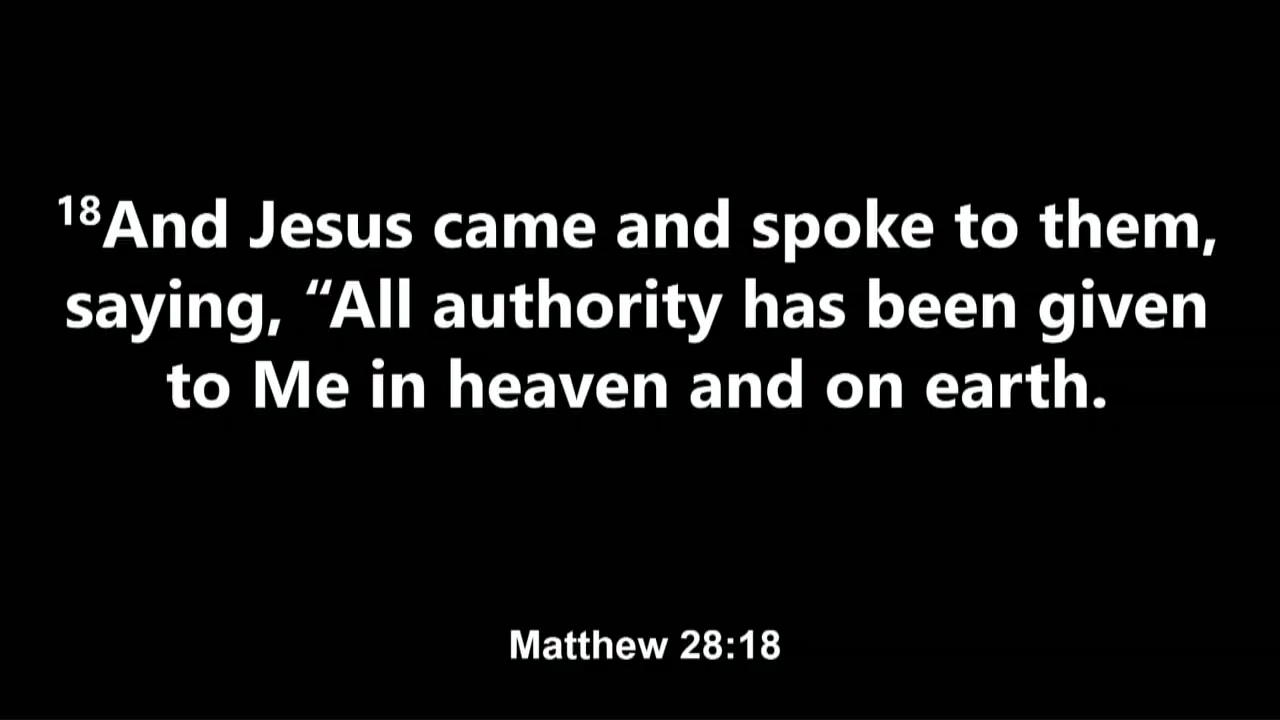 ¹⁸And Jesus came and spoke to them,
saying, “All authority has been given
to Me in heaven and on earth.
Matthew 28:18